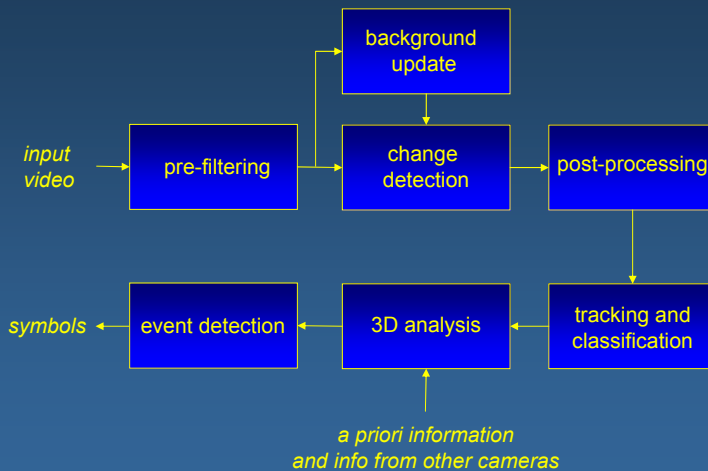 background
update
input
video
pre-filtering
change
detection
post-processing
symbols
event detection
3D analysis
tracking and
classification
a priori information
and info from other cameras